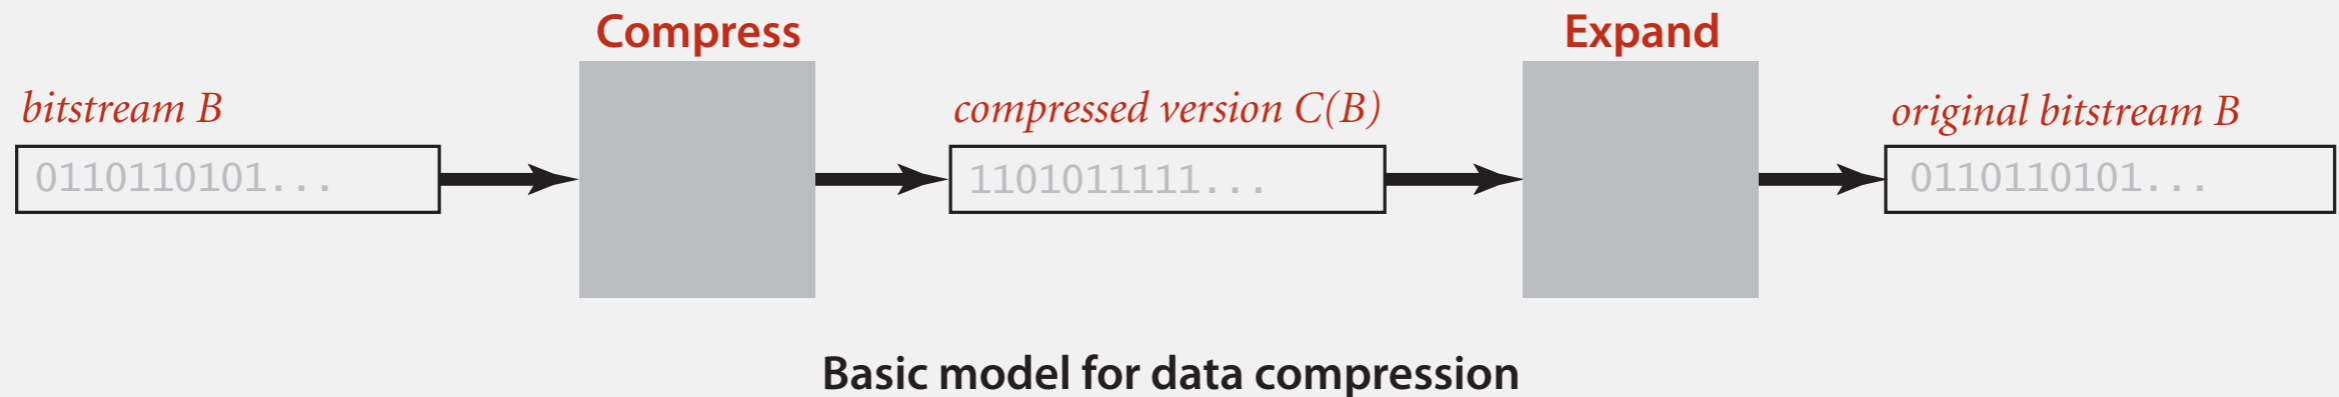 Compress
Expand
bitstream B
compressed version C(B)
original bitstream B
0110110101...
1101011111...
0110110101...
Basic model for data compression